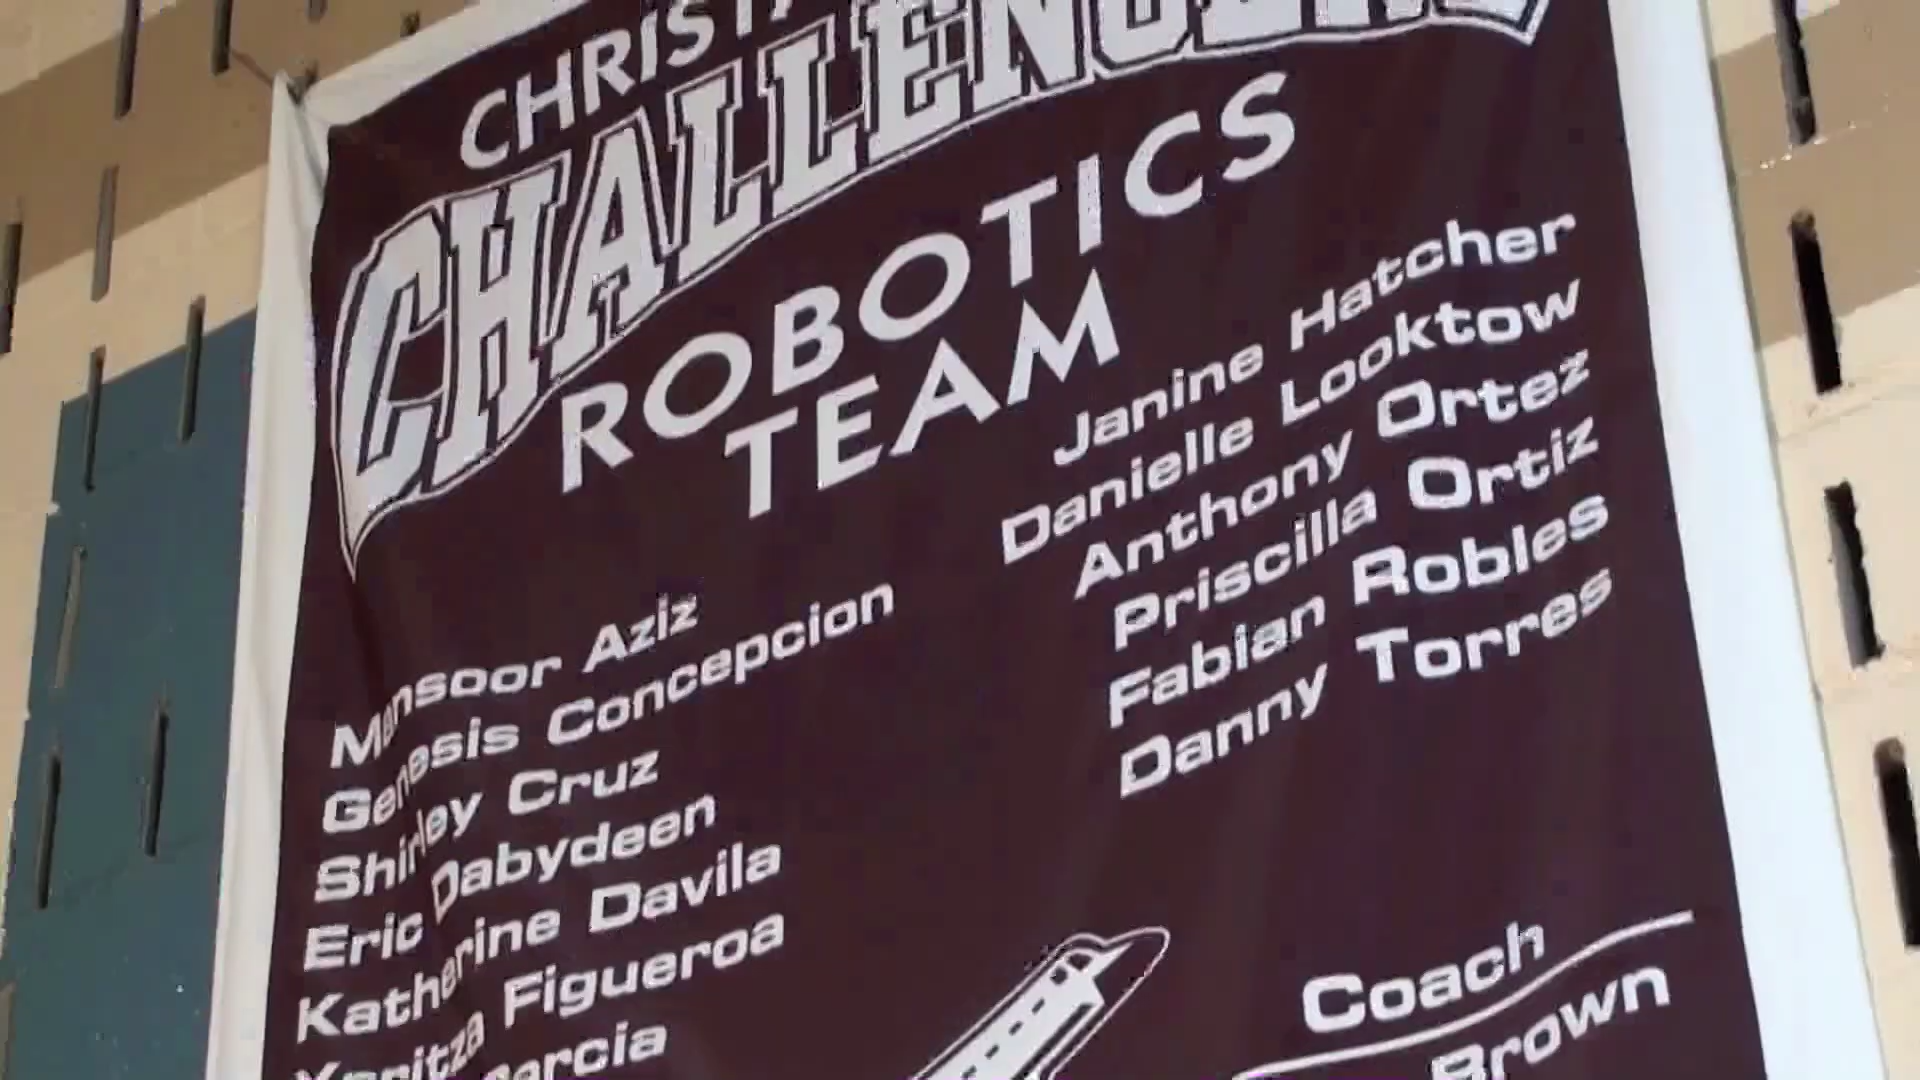 CHALLENGERS
ROBOTICS
TEAM
Mansoor Aziz
Genesis Concepcion
Shirley Cruz
Eric Dabydeen
Katherine Davila
Yaritza Figueroa
Janine Hatcher
Danielle Looktow
Anthony Ortez
Priscilla Ortiz
Fabian Robles
Danny Torres
Coach
Brown